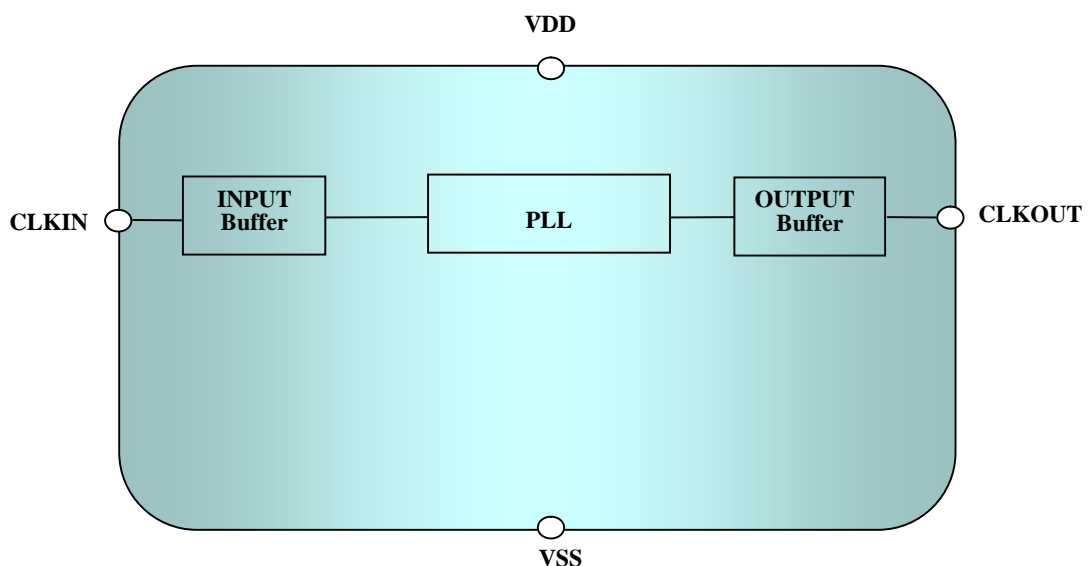 VDD
INPUT
Buffer
PLL
OUTPUT
Buffer
CLKIN
CLKOUT
VSS